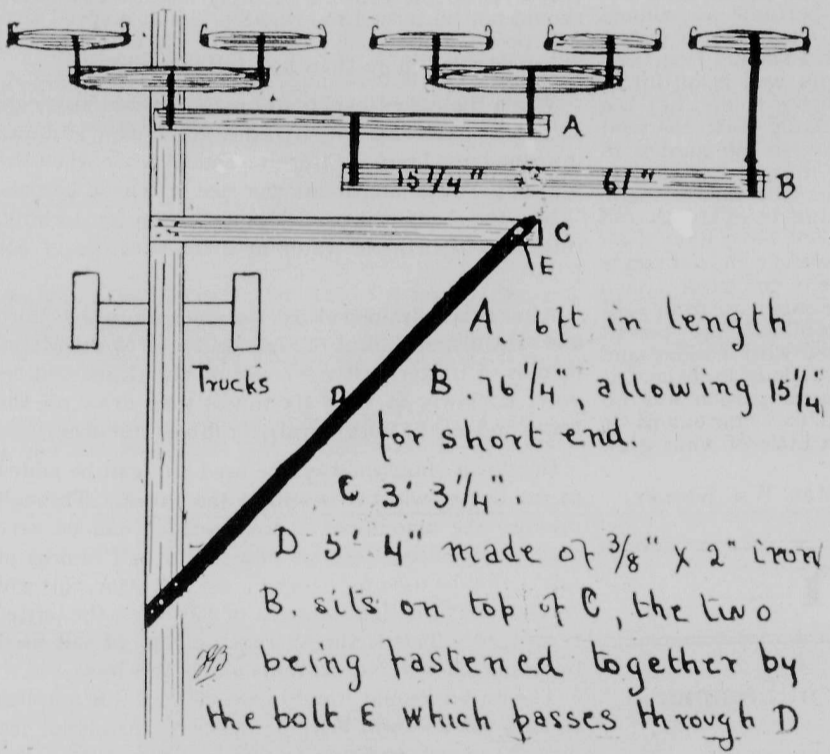 A
15 1/4" 61" B
C
E
Trucks
D
A. 6ft in length
B. 76 1/4", allowing 15 1/4"
for short end.
C 3' 3 1/4"
D 5' 4" made of 3/8" X 2" iron
B. sits on top of C, the two
being fastened together by
the bolt E which passes through D